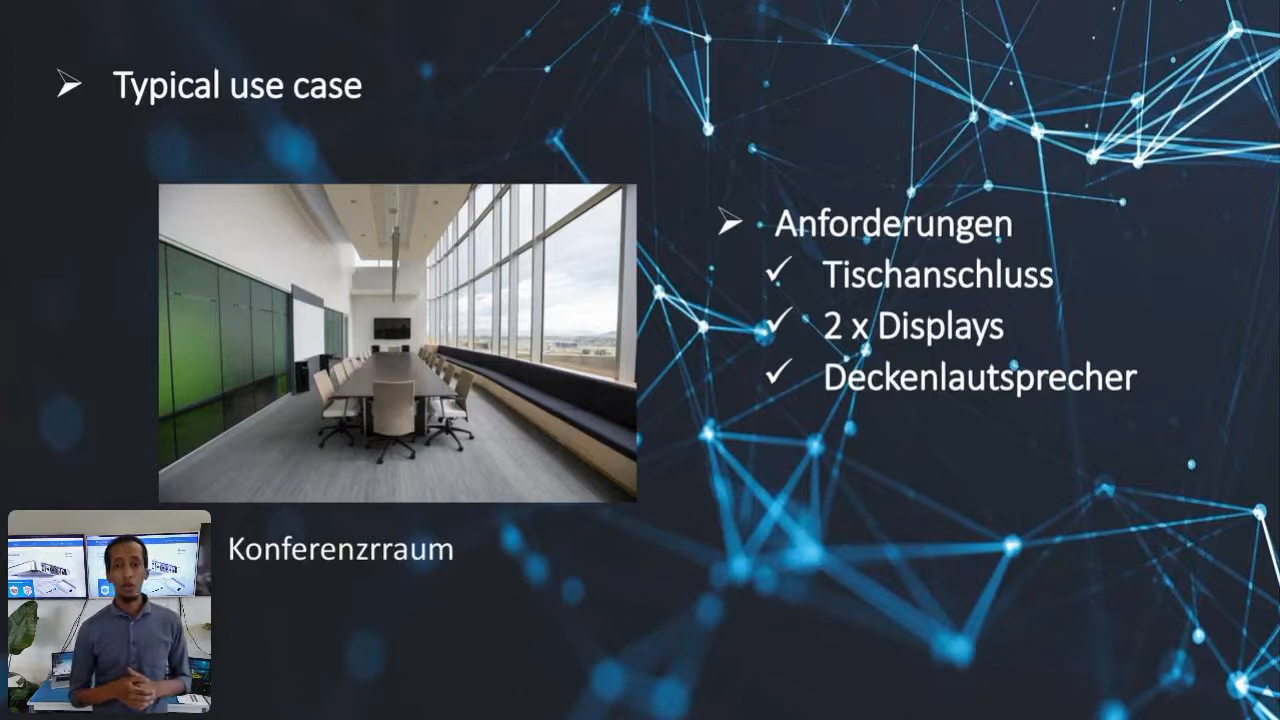 Typical use case
Anforderungen
Tischanschluss
2 x Displays
Deckenlautsprecher
Konferenzrraum